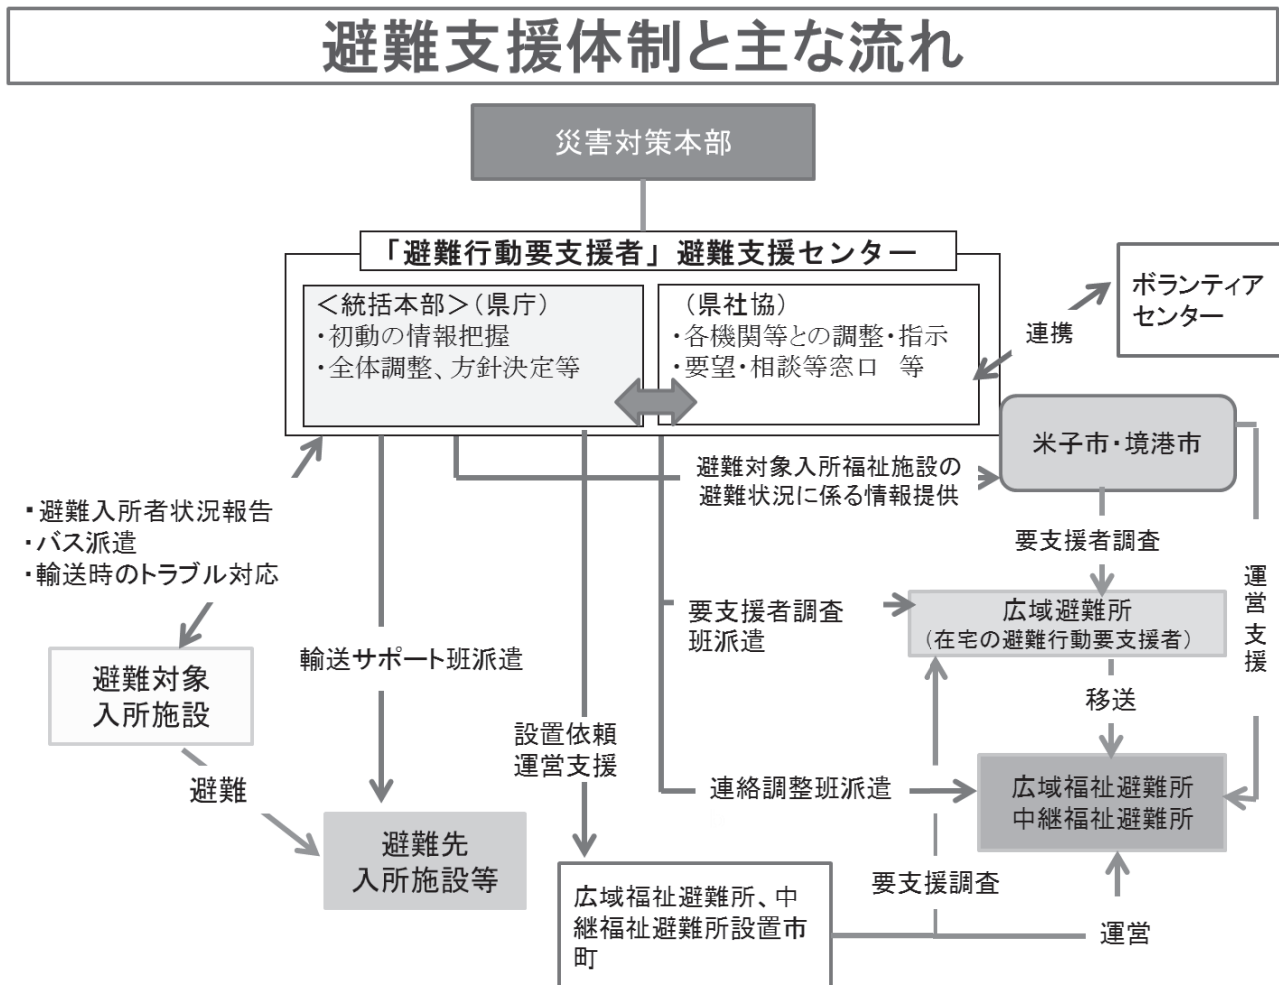 避難支援体制と主な流れ
災害対策本部
「避難行動要支援者」避難支援センター
＜統括本部＞（県庁）
・初動の情報把握
・全体調整、方針決定等
（県社協）
・各機関等との調整・指示
・要望・相談等窓口　等
ボランティア
センター
連携
米子市・境港市
避難対象入所福祉施設の
避難状況に係る情報提供
・避難入所者状況報告
・バス派遣
・輸送時のトラブル対応
要支援者調査
運営支援
広域避難所
（在宅の避難行動要支援者）
要支援者調査
班派遣
輸送サポート班派遣
避難対象
入所施設
移送
設置依頼
運営支援
避難
連絡調整班派遣
広域福祉避難所
中継福祉避難所
避難先
入所施設等
要支援調査
広域福祉避難所、中
継福祉避難所設置市
町
運営